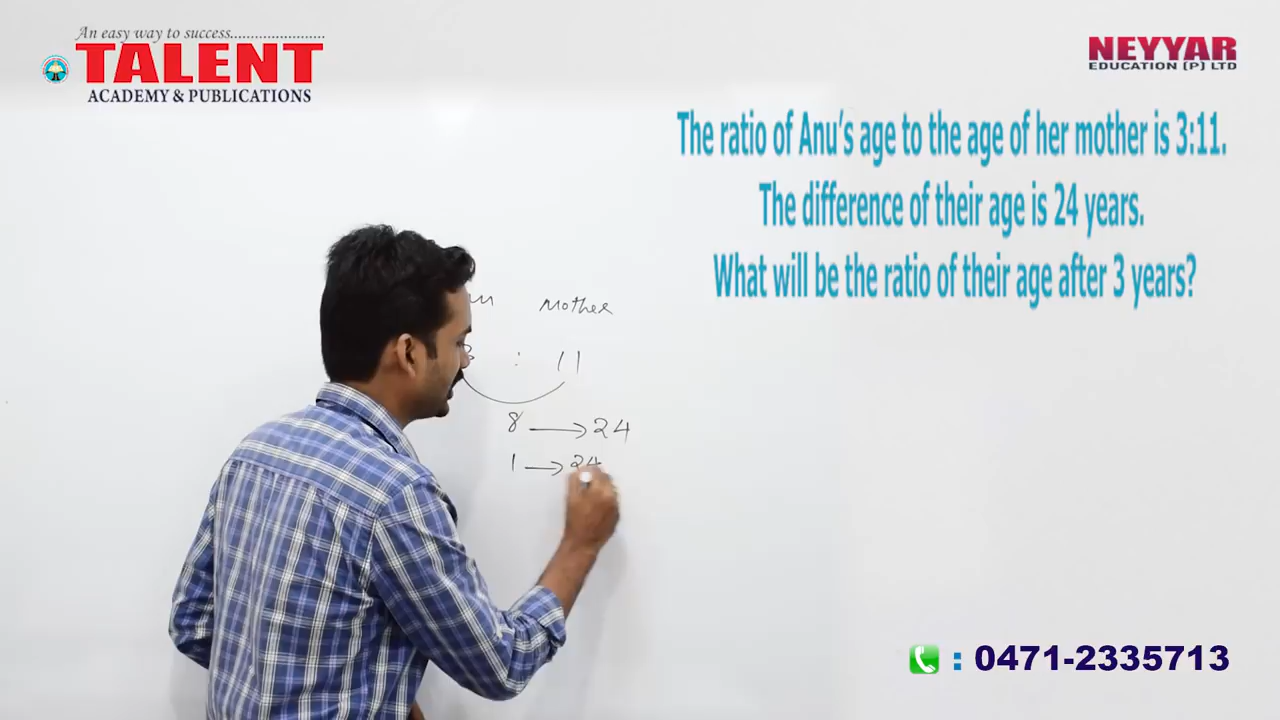 An easy way to success........................
TALENT
ACADEMY & PUBLICATIONS
NEYYAR
EDUCATION (P) LTD
The ratio of Anu's age to the age of her mother is 3:11.
The difference of their age is 24 years.
What will be the ratio of their age after 3 years?
Mother
3 : 11
8 → 24
1 → 24
: 0471-2335713